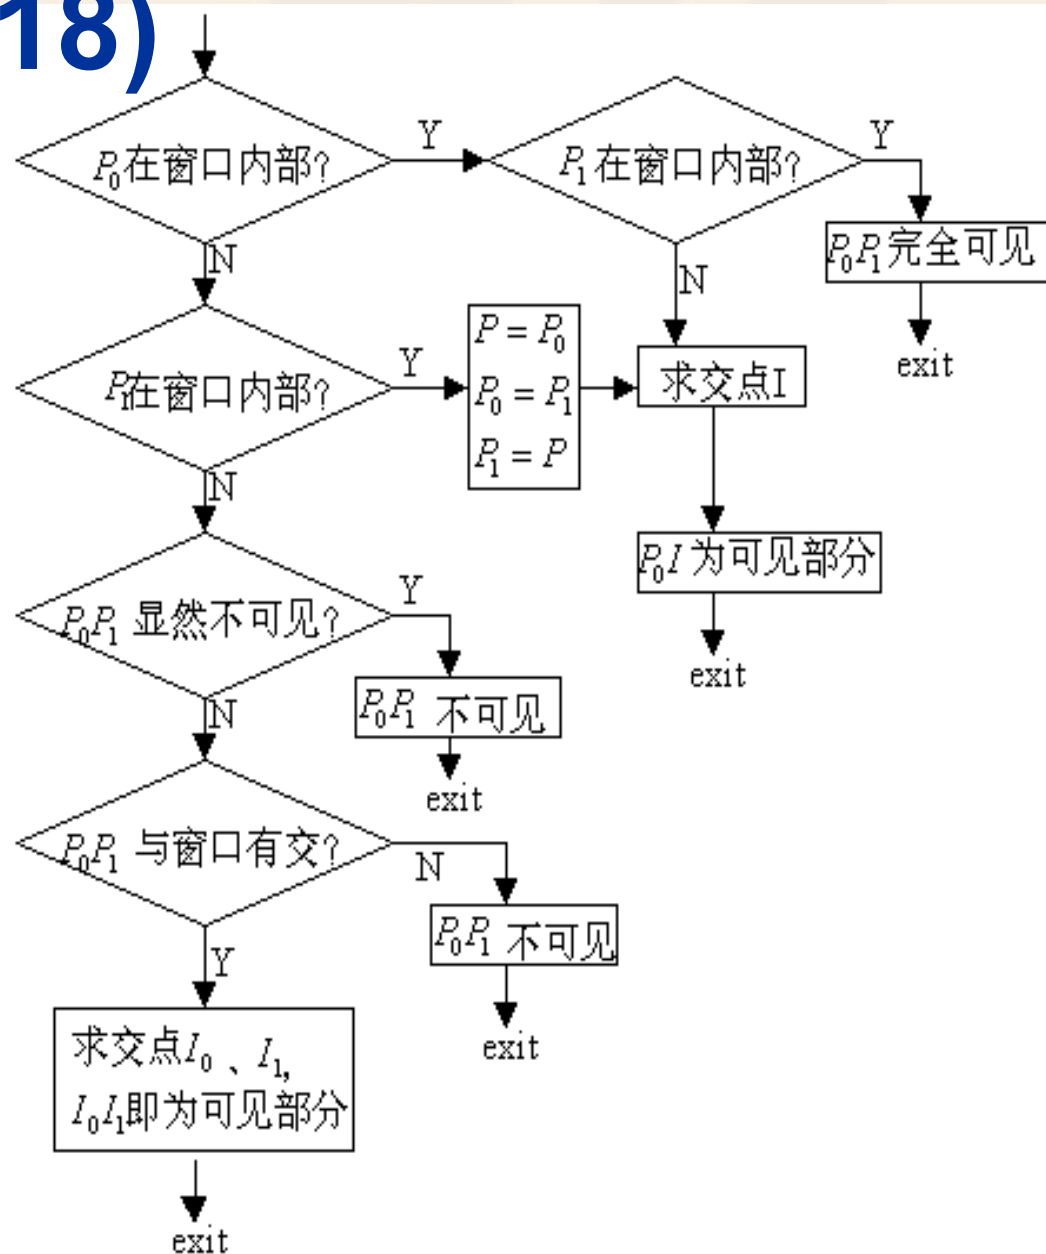 18)
P₀在窗口内部?
Y
P₁在窗口内部?
Y
P₀P₁完全可见
exit
N
N
P₁在窗口内部?
Y
P = P₀
P₀ = P₁
P₁ = P
求交点I
P₀I 为可见部分
exit
N
P₀P₁ 显然不可见?
Y
P₀P₁ 不可见
exit
N
P₀P₁ 与窗口有交?
N
P₀P₁ 不可见
exit
Y
求交点I₀ 、I₁,
I₀I₁即为可见部分
exit